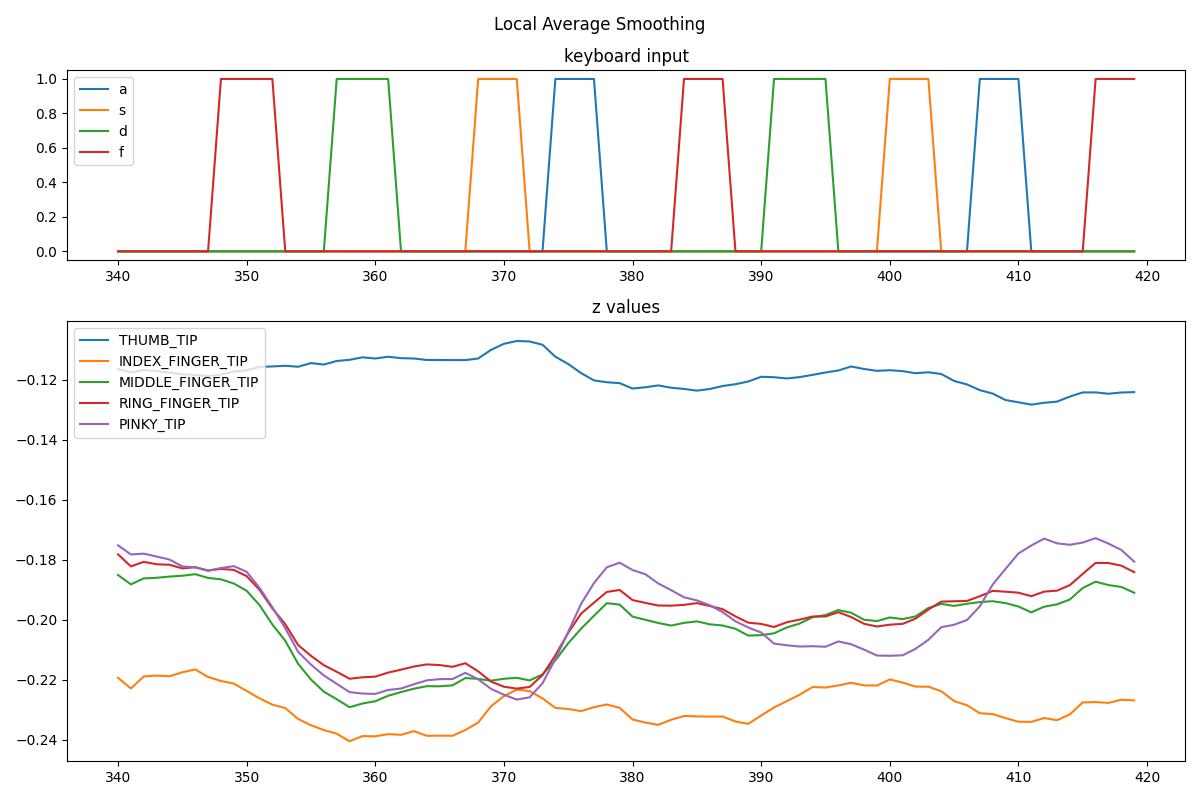 Local Average Smoothing
keyboard input
1.0
0.8
0.6
0.4
0.2
0.0
a
s
d
f
340 350 360 370 380 390 400 410 420
z values
−0.12
−0.14
−0.16
−0.18
−0.20
−0.22
−0.24
THUMB_TIP
INDEX_FINGER_TIP
MIDDLE_FINGER_TIP
RING_FINGER_TIP
PINKY_TIP
340 350 360 370 380 390 400 410 420